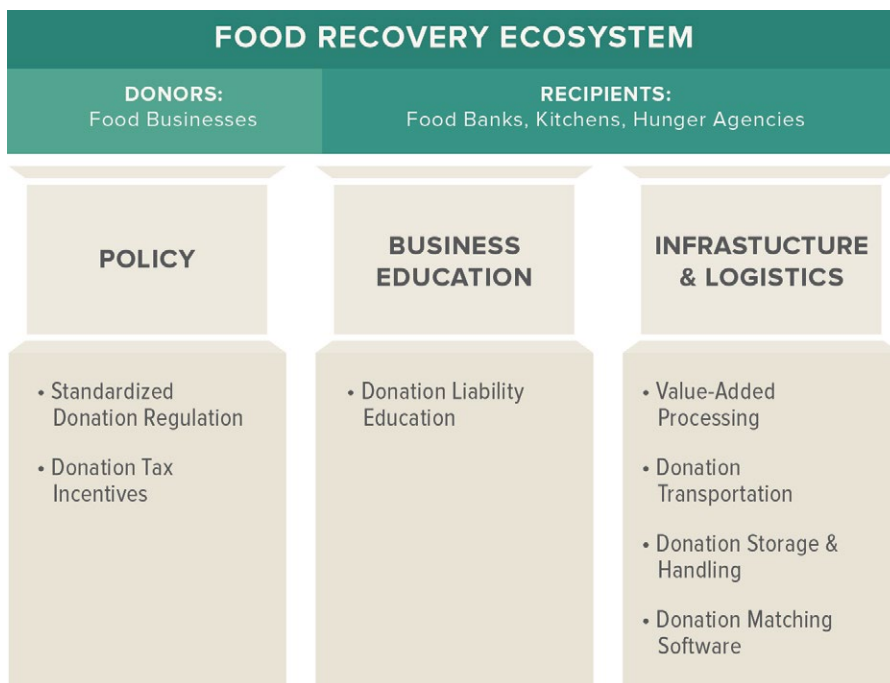 FOOD RECOVERY ECOSYSTEM
DONORS:
Food Businesses
RECIPIENTS:
Food Banks, Kitchens, Hunger Agencies
POLICY
• Standardized
Donation Regulation
• Donation Tax
Incentives
BUSINESS
EDUCATION
• Donation Liability
Education
INFRASTUCTURE
& LOGISTICS
• Value-Added
Processing
• Donation
Transportation
• Donation Storage &
Handling
• Donation Matching
Software